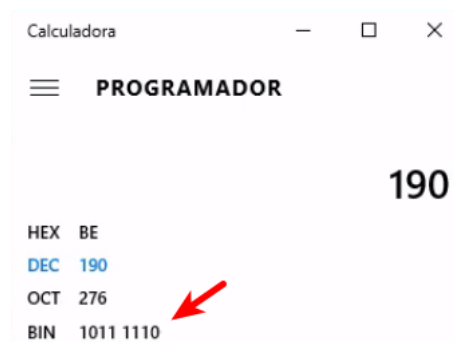 Calculadora
PROGRAMADOR
190
HEX BE
DEC 190
OCT 276
BIN 1011 1110